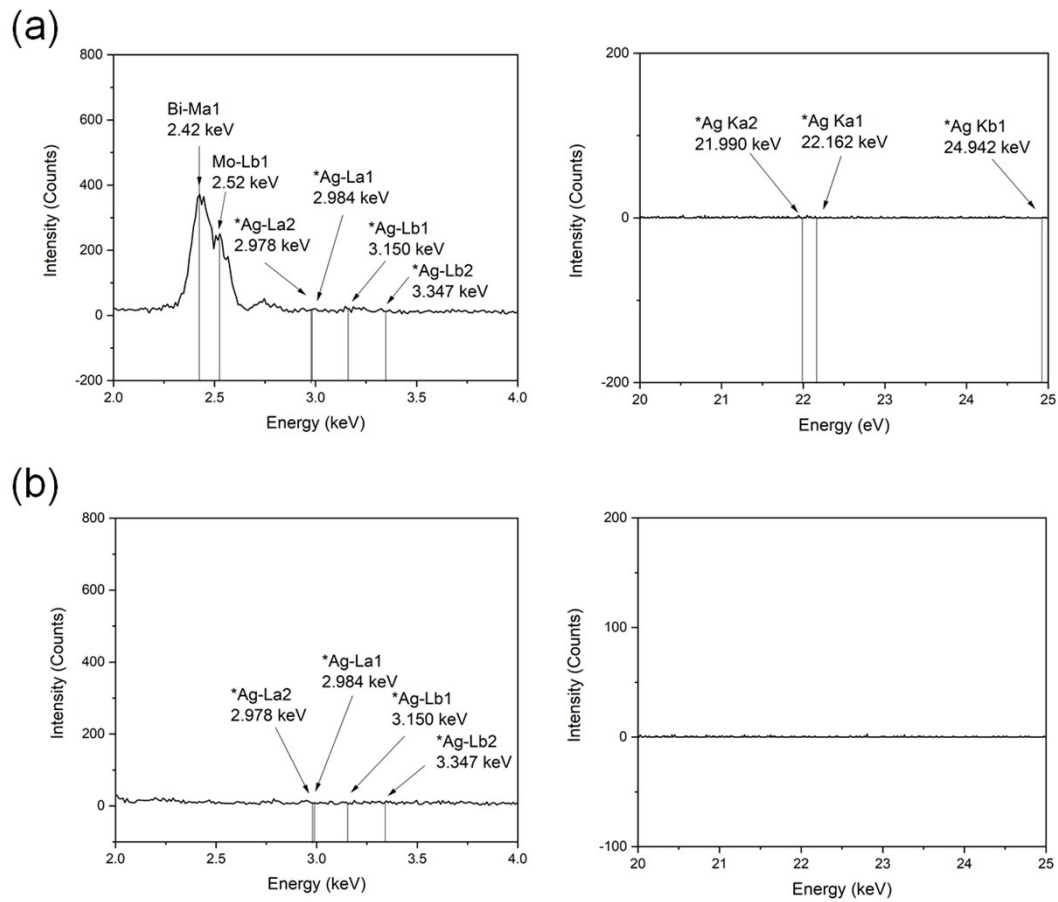 (a)
800
600
400
200
0
-200
Intensity (Counts)
Bi-Ma1
2.42 keV
Mo-Lb1
2.52 keV
*Ag-La2
2.978 keV
*Ag-La1
2.984 keV
*Ag-Lb1
3.150 keV
*Ag-Lb2
3.347 keV
2.0
2.5
3.0
3.5
4.0
Energy (keV)
200
100
0
-100
-200
Intensity (Counts)
*Ag Ka2
21.990 keV
*Ag Ka1
22.162 keV
*Ag Kb1
24.942 keV
20
21
22
23
24
25
Energy (eV)
(b)
800
600
400
200
0
Intensity (Counts)
*Ag-La2
2.978 keV
*Ag-La1
2.984 keV
*Ag-Lb1
3.150 keV
*Ag-Lb2
3.347 keV
2.0
2.5
3.0
3.5
4.0
Energy (keV)
200
100
0
-100
Intensity (Counts)
20
21
22
23
24
25
Energy (keV)